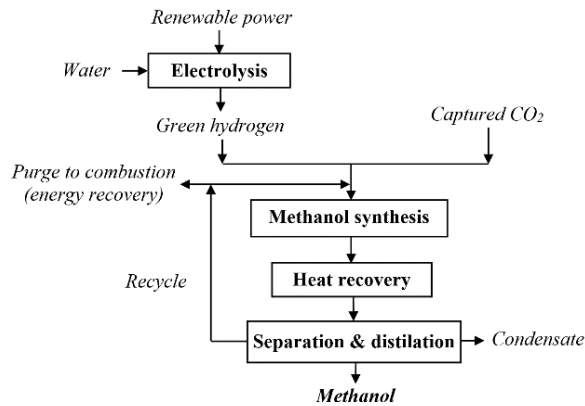 Renewable power
Water
Electrolysis
Green hydrogen
Captured CO₂
Purge to combustion
(energy recovery)
Methanol synthesis
Heat recovery
Recycle
Separation & distilation
Condensate
Methanol